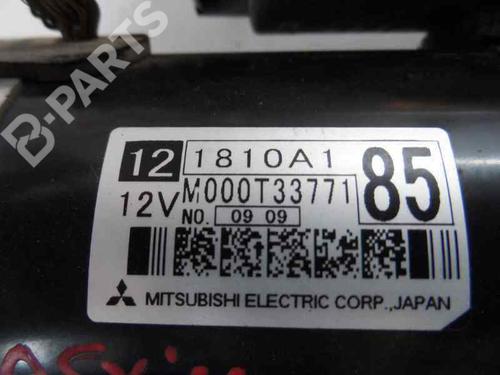 B-PARTS
12 1810A1
12V M000T33771 85
NO. 09 09
MITSUBISHI ELECTRIC CORP., JAPAN